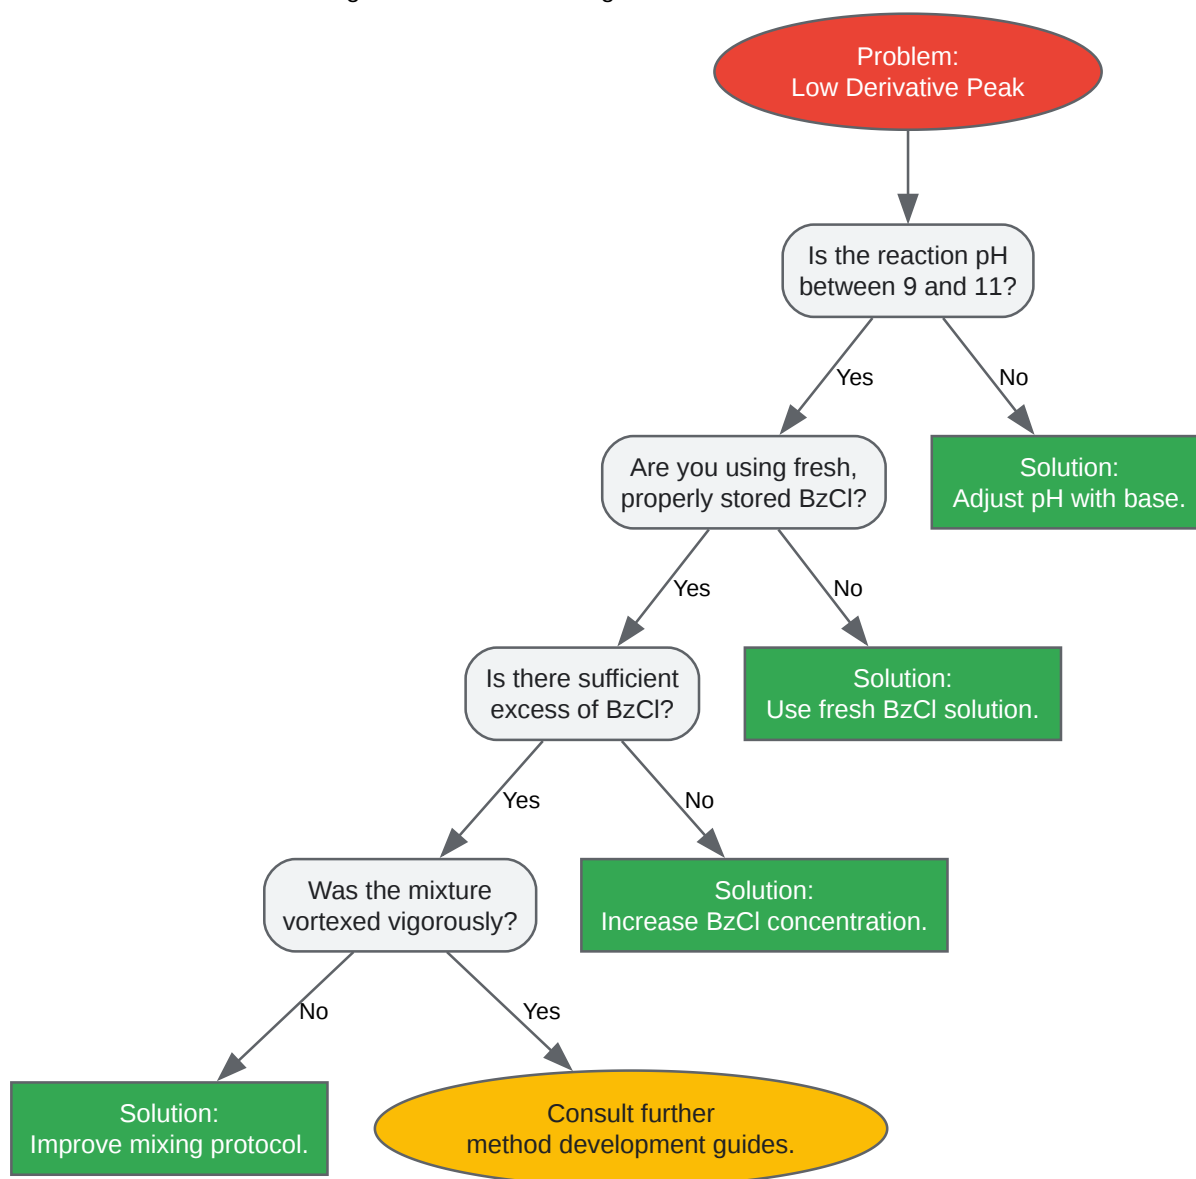 Problem:
Low Derivative Peak
Is the reaction pH
between 9 and 11?
Yes
No
Are you using fresh,
properly stored BzCl?
Solution:
Adjust pH with base.
Yes
No
Is there sufficient
excess of BzCl?
Solution:
Use fresh BzCl solution.
Yes
No
Was the mixture
vortexed vigorously?
Solution:
Increase BzCl concentration.
No
Yes
Solution:
Improve mixing protocol.
Consult further
method development guides.